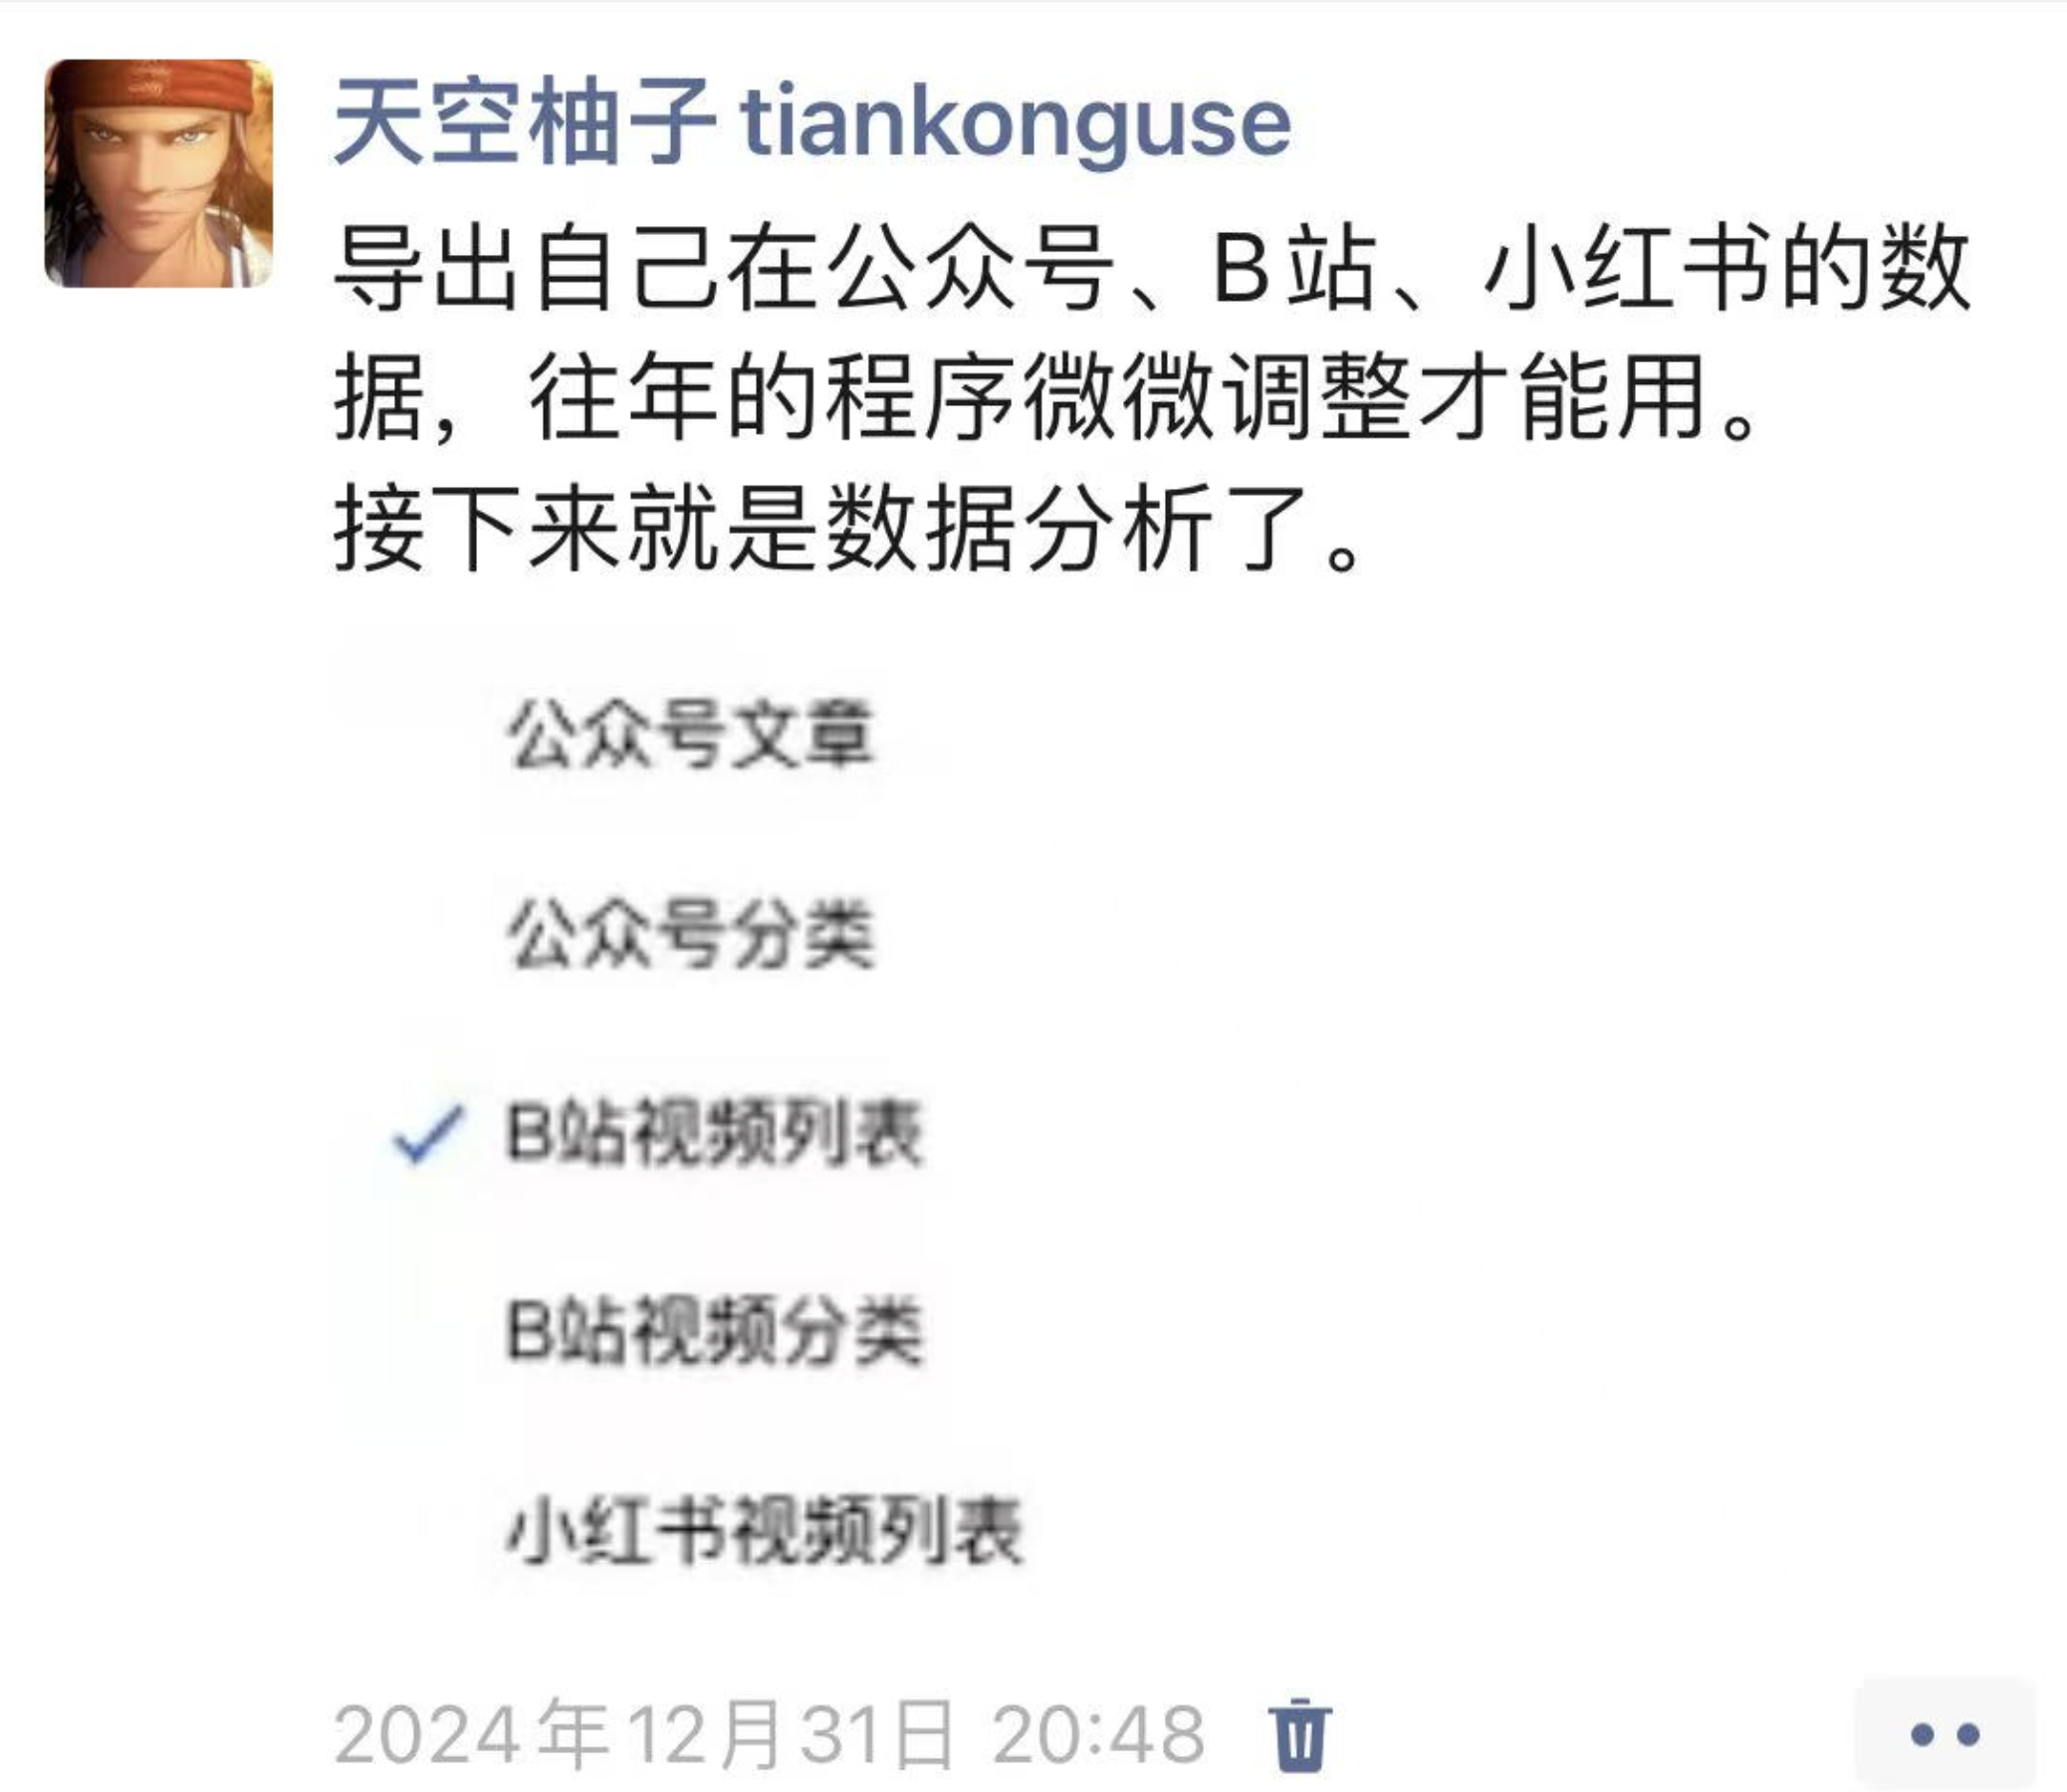 天空柚子 tiankonguse
导出自己在公众号、B站、小红书的数
据，往年的程序微微调整才能用。
接下来就是数据分析了。
公众号文章
公众号分类
B站视频列表
B站视频分类
小红书视频列表
2024年12月31日 20:48